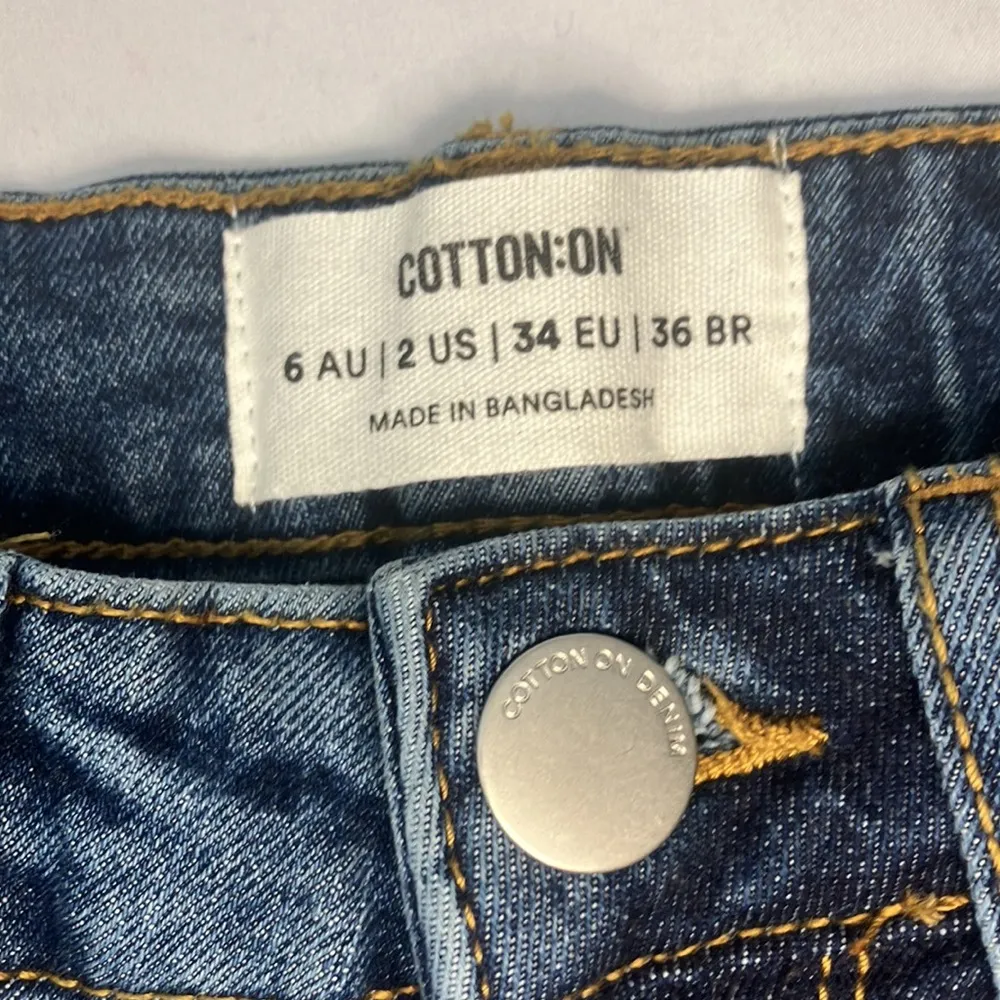 COTTON:ON
6 AU | 2 US | 34 EU | 36 BR
MADE IN BANGLADESH
COTTON ON DENIM